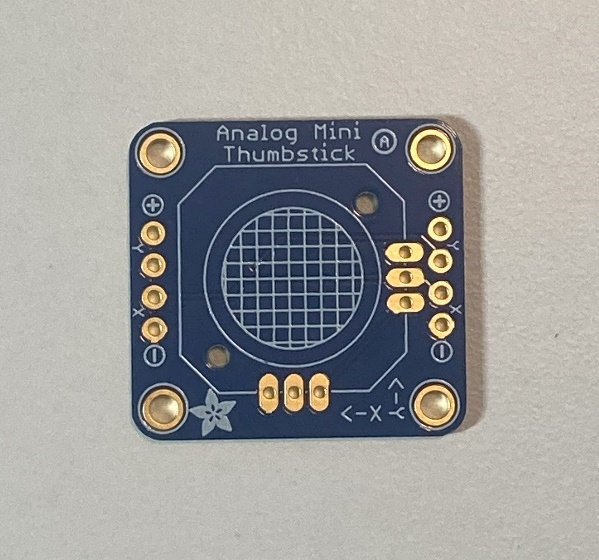 Analog Mini
Thumbstick
A
+
+
Y
Y
X
X
-
-
<-X
<-Y